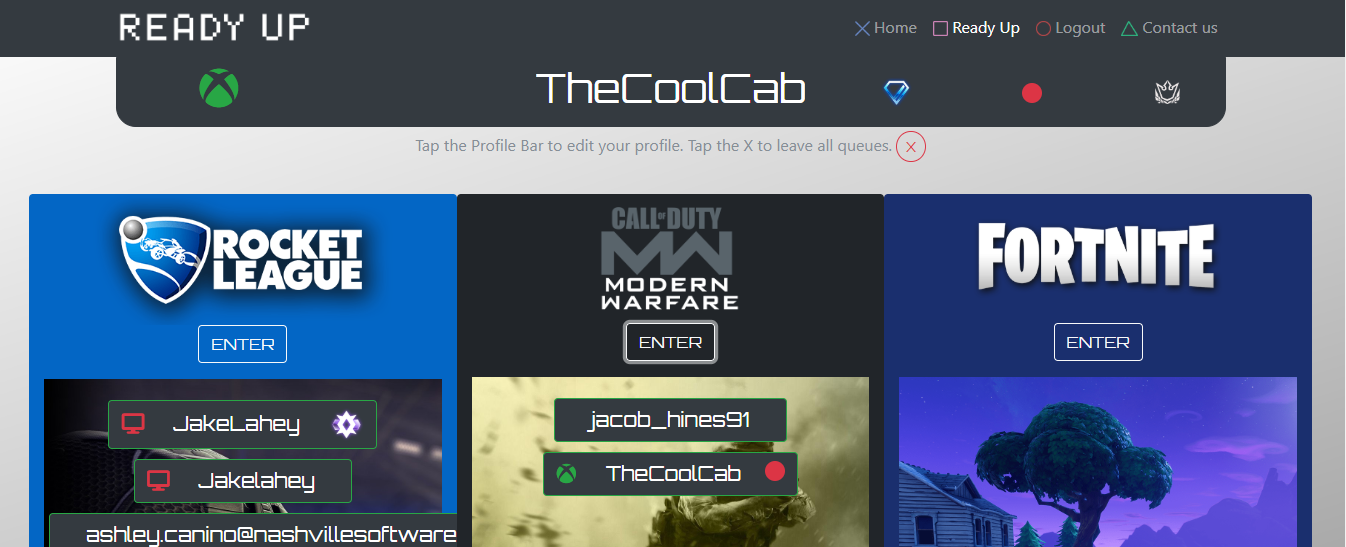 READY UP
Home Ready Up Logout Contact us
TheCoolCab
Tap the Profile Bar to edit your profile. Tap the X to leave all queues. X
ROCKET
LEAGUE
ENTER
JakeLahey
Jakelahey
ashley.canino@nashvillesoftware
CALL OF DUTY
MW
MODERN
WARFARE
ENTER
jacob_hines91
TheCoolCab
FORTNITE
ENTER